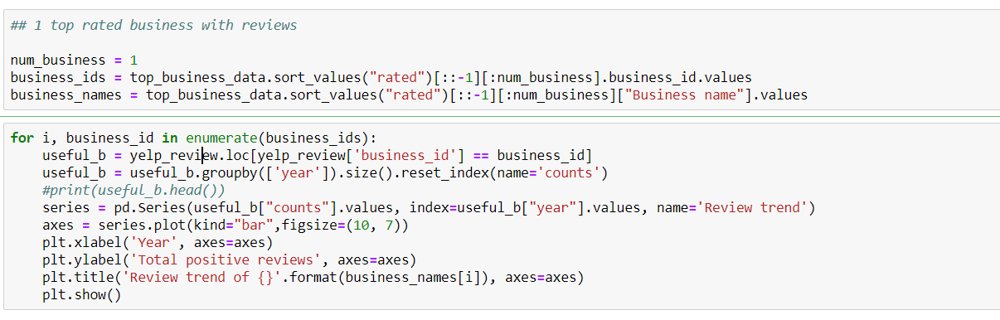 ## 1 top rated business with reviews
num_business = 1
business_ids = top_business_data.sort_values("rated")[::-1][:num_business].business_id.values
business_names = top_business_data.sort_values("rated")[::-1][:num_business]["Business name"].values
for i, business_id in enumerate(business_ids):
    useful_b = yelp_review.loc[yelp_review['business_id'] == business_id]
    useful_b = useful_b.groupby(['year']).size().reset_index(name='counts')
    #print(useful_b.head())
    series = pd.Series(useful_b["counts"].values, index=useful_b["year"].values, name='Review trend')
    axes = series.plot(kind="bar",figsize=(10, 7))
    plt.xlabel('Year', axes=axes)
    plt.ylabel('Total positive reviews', axes=axes)
    plt.title('Review trend of {}'.format(business_names[i]), axes=axes)
    plt.show()